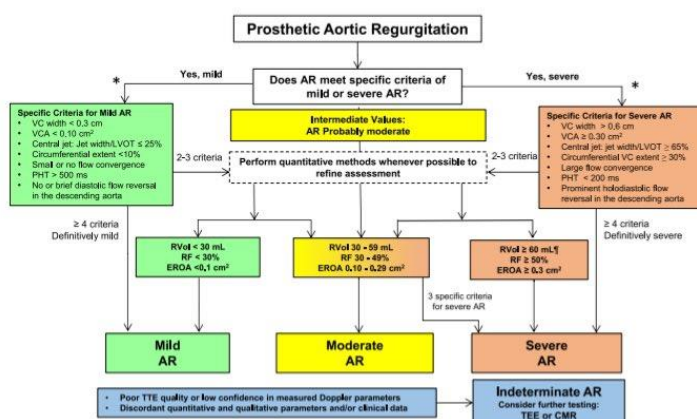 Prosthetic Aortic Regurgitation
*
Yes, mild
Does AR meet specific criteria of
mild or severe AR?
Yes, severe
*
Specific Criteria for Mild AR
• VC width < 0,3 cm
• VCA < 0,10 cm²
• Central jet: Jet width/LVOT ≤ 25%
• Circumferential extent <10%
• Small or no flow convergence
• PHT > 500 ms
• No or brief diastolic flow reversal
in the descending aorta
Intermediate Values:
AR Probably moderate
Specific Criteria for Severe AR
• VC width > 0,6 cm
• VCA ≥ 0.30 cm²
• Central jet: Jet width/LVOT ≥ 65%
• Circumferential VC extent ≥ 30%
• Large flow convergence
• PHT < 200 ms
• Prominent holodiastolic flow
reversal in the descending aorta
2-3 criteria
Perform quantitative methods whenever possible to
refine assessment
2-3 criteria
≥ 4 criteria
Definitively mild
RVol < 30 mL
RF < 30%
EROA <0.1 cm²
RVol 30 - 59 mL
RF 30 - 49%
EROA 0.10 - 0.29 cm²
RVol ≥ 60 mL¶
RF ≥ 50%
EROA ≥ 0.3 cm²
≥4 criteria
Definitively severe
3 specific criteria
for severe AR
Mild
AR
Moderate
AR
Severe
AR
• Poor TTE quality or low confidence in measured Doppler parameters
• Discordant quantitative and qualitative parameters and/or clinical data
Indeterminate AR
Consider further testing:
TEE or CMR